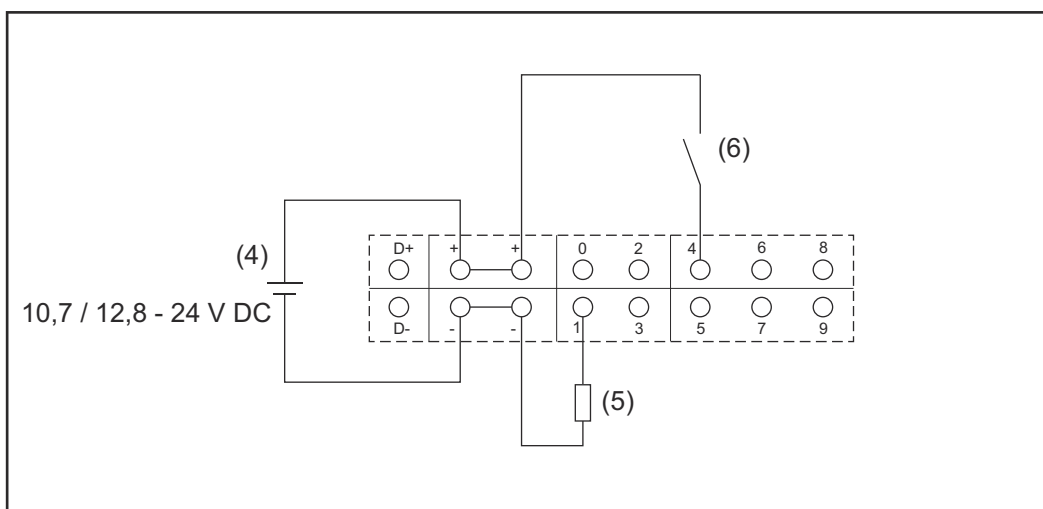 (6)
(4)
10,7 / 12,8 - 24 V DC
D+ + + 0 2 4 6 8
D- - - 1 3 5 7 9
(5)